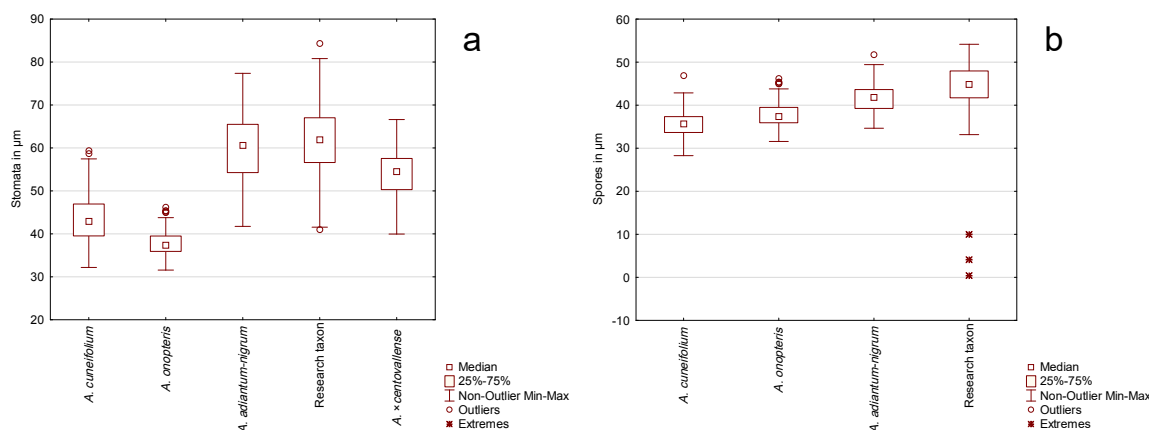 a
Stomata in µm
90
80
70
60
50
40
30
20
A. cuneifolium
A. onopteris
A. adiantum-nigrum
Research taxon
A. × centovallense
Median
25%-75%
Non-Outlier Min-Max
Outliers
Extremes
b
Spores in µm
60
50
40
30
20
10
0
-10
A. cuneifolium
A. onopteris
A. adiantum-nigrum
Research taxon
Median
25%-75%
Non-Outlier Min-Max
Outliers
Extremes